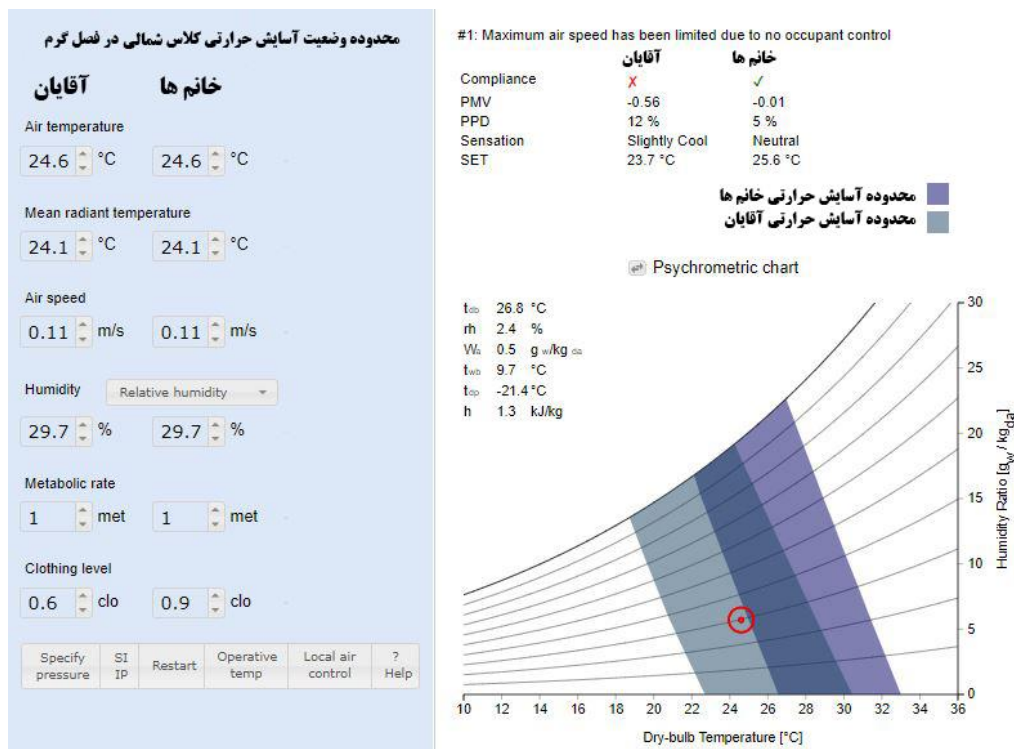 محدوده وضعیت آسایش حرارتی کلاس شمالی در فصل گرم
آقایان خانم ها
Air temperature
24.6 °C 24.6 °C
Mean radiant temperature
24.1 °C 24.1 °C
Air speed
0.11 m/s 0.11 m/s
Humidity Relative humidity
29.7 % 29.7 %
Metabolic rate
1 met 1 met
Clothing level
0.6 clo 0.9 clo
Specify pressure SI IP Restart Operative temp Local air control ? Help
#1: Maximum air speed has been limited due to no occupant control
آقایان خانم ها
Compliance ✗ ✓
PMV -0.56 -0.01
PPD 12 % 5 %
Sensation Slightly Cool Neutral
SET 23.7 °C 25.6 °C
محدوده آسایش حرارتی خانم ها
محدوده آسایش حرارتی آقایان
Psychrometric chart
tdb 26.8 °C
rh 2.4 %
Wa 0.5 g w/kg da
twb 9.7 °C
tdp -21.4 °C
h 1.3 kJ/kg
30
25
20
15
10
5
0
Humidity Ratio [gw / kgda]
10 12 14 16 18 20 22 24 26 28 30 32 34 36
Dry-bulb Temperature [°C]